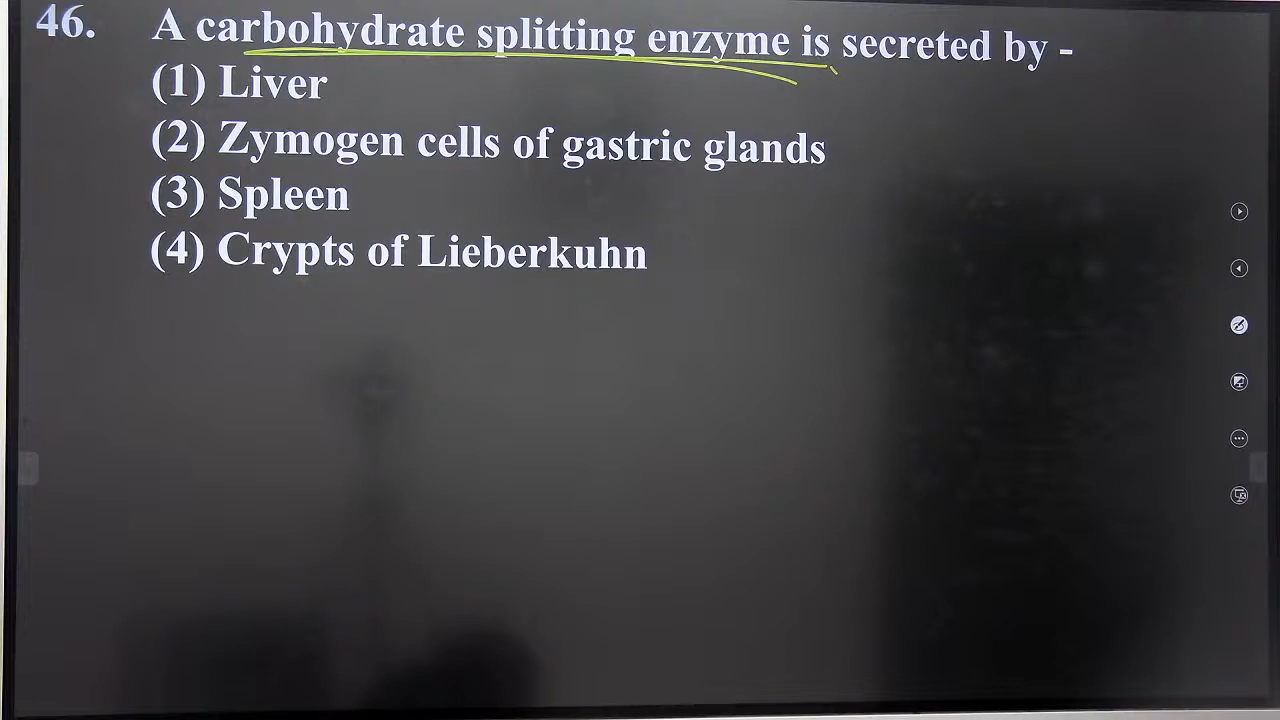 46. A carbohydrate splitting enzyme is secreted by -
(1) Liver
(2) Zymogen cells of gastric glands
(3) Spleen
(4) Crypts of Lieberkuhn